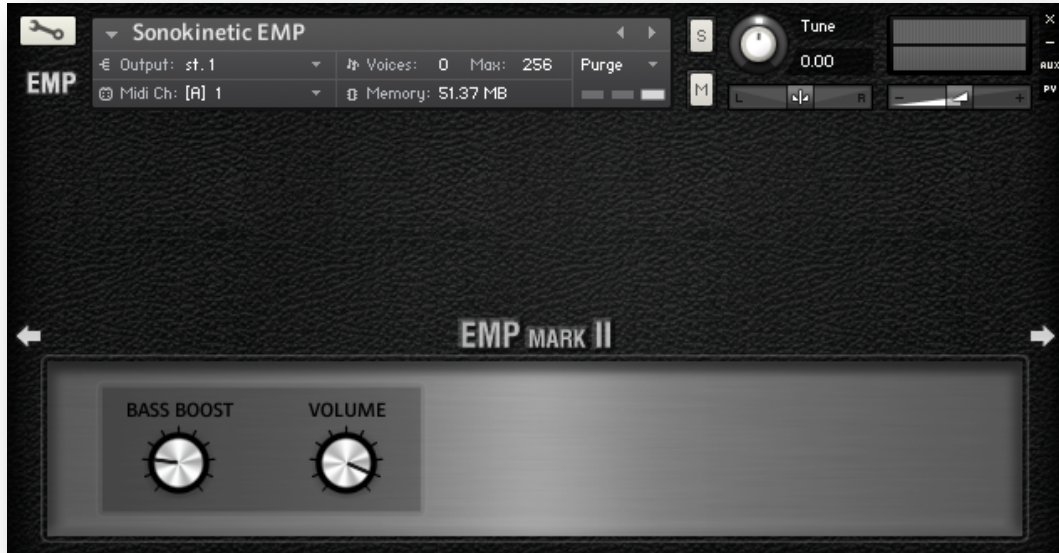 Sonokinetic EMP
EMP
Output: st.1
Voices: 0 Max: 256
Purge
Midi Ch: [A] 1
Memory: 51.37 MB
S
M
Tune
0.00
L R
- +
×
-
AUX
PV
EMP MARK II
BASS BOOST VOLUME